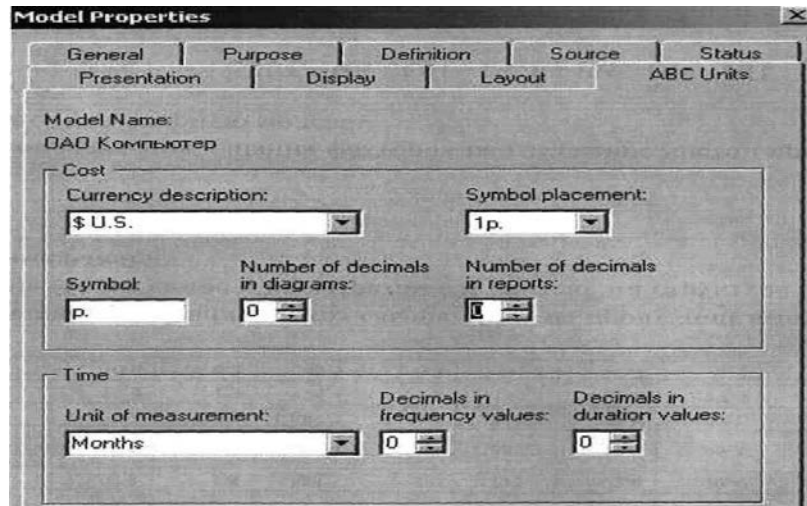 Model Properties
General Purpose Definition Source Status
Presentation Display Layout ABC Units
Model Name:
ОАО Компьютер
Cost
Currency description: Symbol placement:
$ U.S. 1р.
Symbol: Number of decimals in diagrams: Number of decimals in reports:
р. 0 0
Time
Unit of measurement: Decimals in frequency values: Decimals in duration values:
Months 0 0